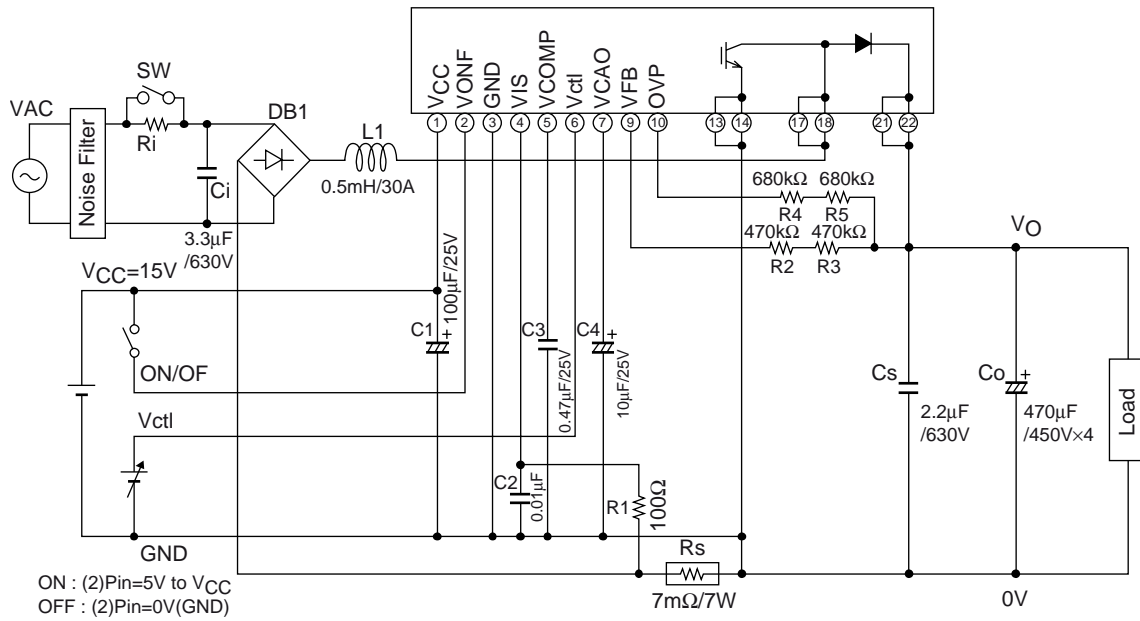 VCC
VONF
GND
VIS
VCOMP
Vctl
VCAO
VFB
OVP
1
2
3
4
5
6
7
9
10
13
14
17
18
21
22
SW
VAC
DB1
L1
Ri
Noise Filter
Ci
0.5mH/30A
3.3μF
/630V
680kΩ
680kΩ
R4
R5
470kΩ
470kΩ
R2
R3
VO
VCC=15V
100μF/25V
C1
+
C3
0.47μF/25V
C4
+
10μF/25V
ON/OF
Vctl
Cs
2.2μF
/630V
Co
+
470μF
/450V×4
Load
C2
0.01μF
R1
100Ω
GND
Rs
7mΩ/7W
0V
ON : (2)Pin=5V to VCC
OFF : (2)Pin=0V(GND)